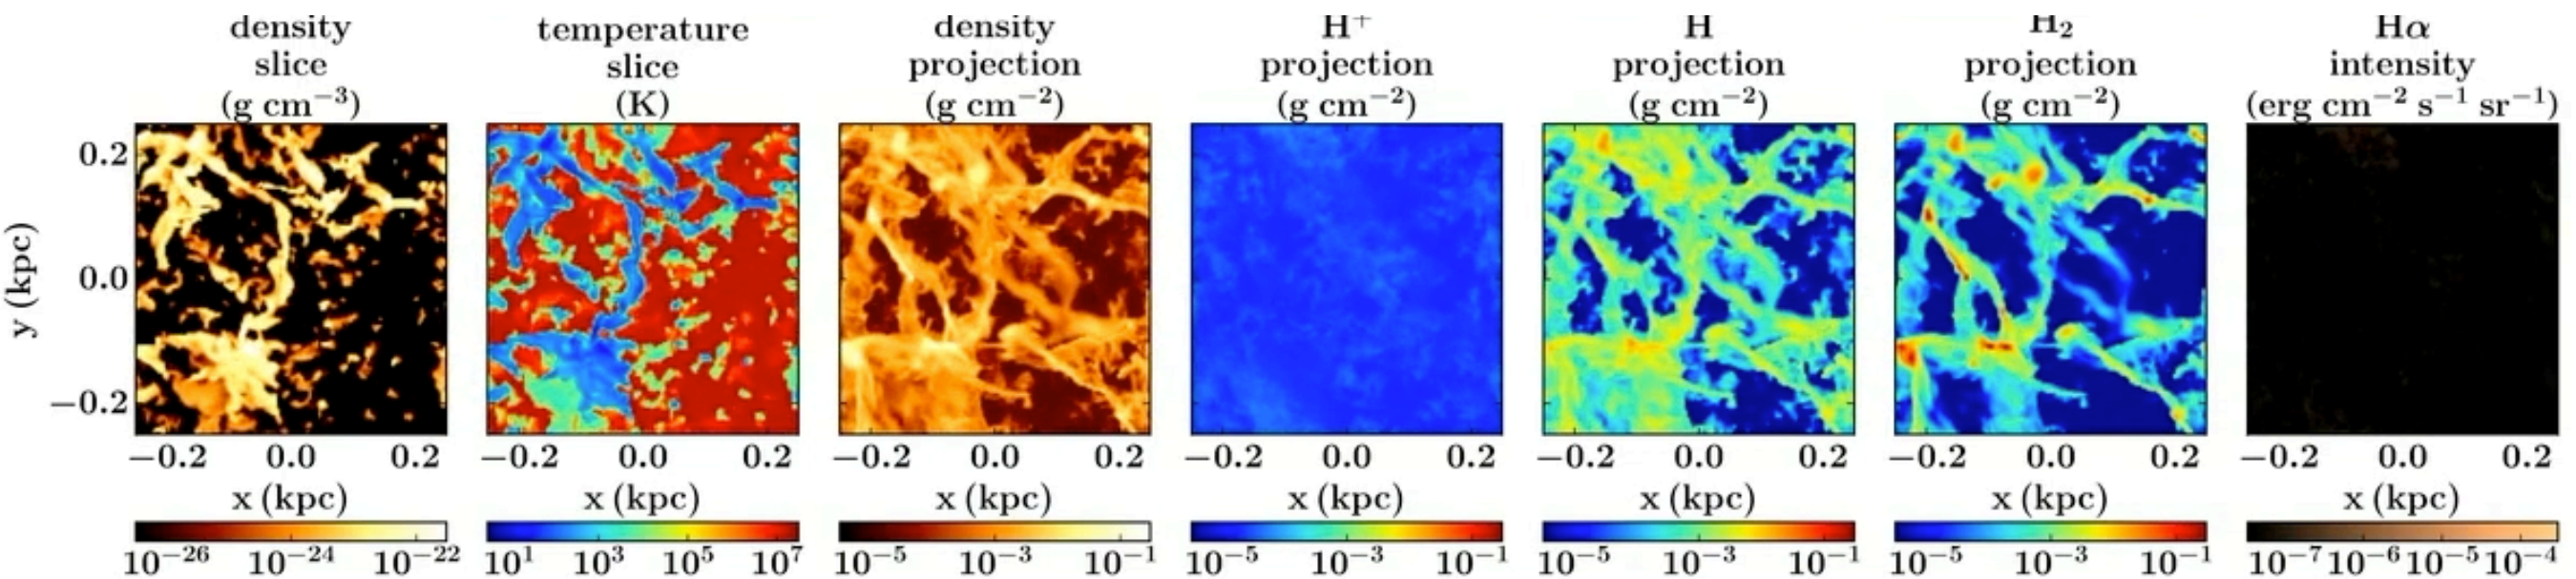 density
slice
(g cm⁻³)
temperature
slice
(K)
density
projection
(g cm⁻²)
H⁺
projection
(g cm⁻²)
H
projection
(g cm⁻²)
H₂
projection
(g cm⁻²)
Hα
intensity
(erg cm⁻² s⁻¹ sr⁻¹)
y (kpc)
0.2
0.0
−0.2
−0.2 0.0 0.2
x (kpc)
10⁻²⁶ 10⁻²⁴ 10⁻²²
−0.2 0.0 0.2
x (kpc)
10¹ 10³ 10⁵ 10⁷
−0.2 0.0 0.2
x (kpc)
10⁻⁵ 10⁻³ 10⁻¹
−0.2 0.0 0.2
x (kpc)
10⁻⁵ 10⁻³ 10⁻¹
−0.2 0.0 0.2
x (kpc)
10⁻⁵ 10⁻³ 10⁻¹
−0.2 0.0 0.2
x (kpc)
10⁻⁵ 10⁻³ 10⁻¹
−0.2 0.0 0.2
x (kpc)
10⁻⁷ 10⁻⁶ 10⁻⁵ 10⁻⁴